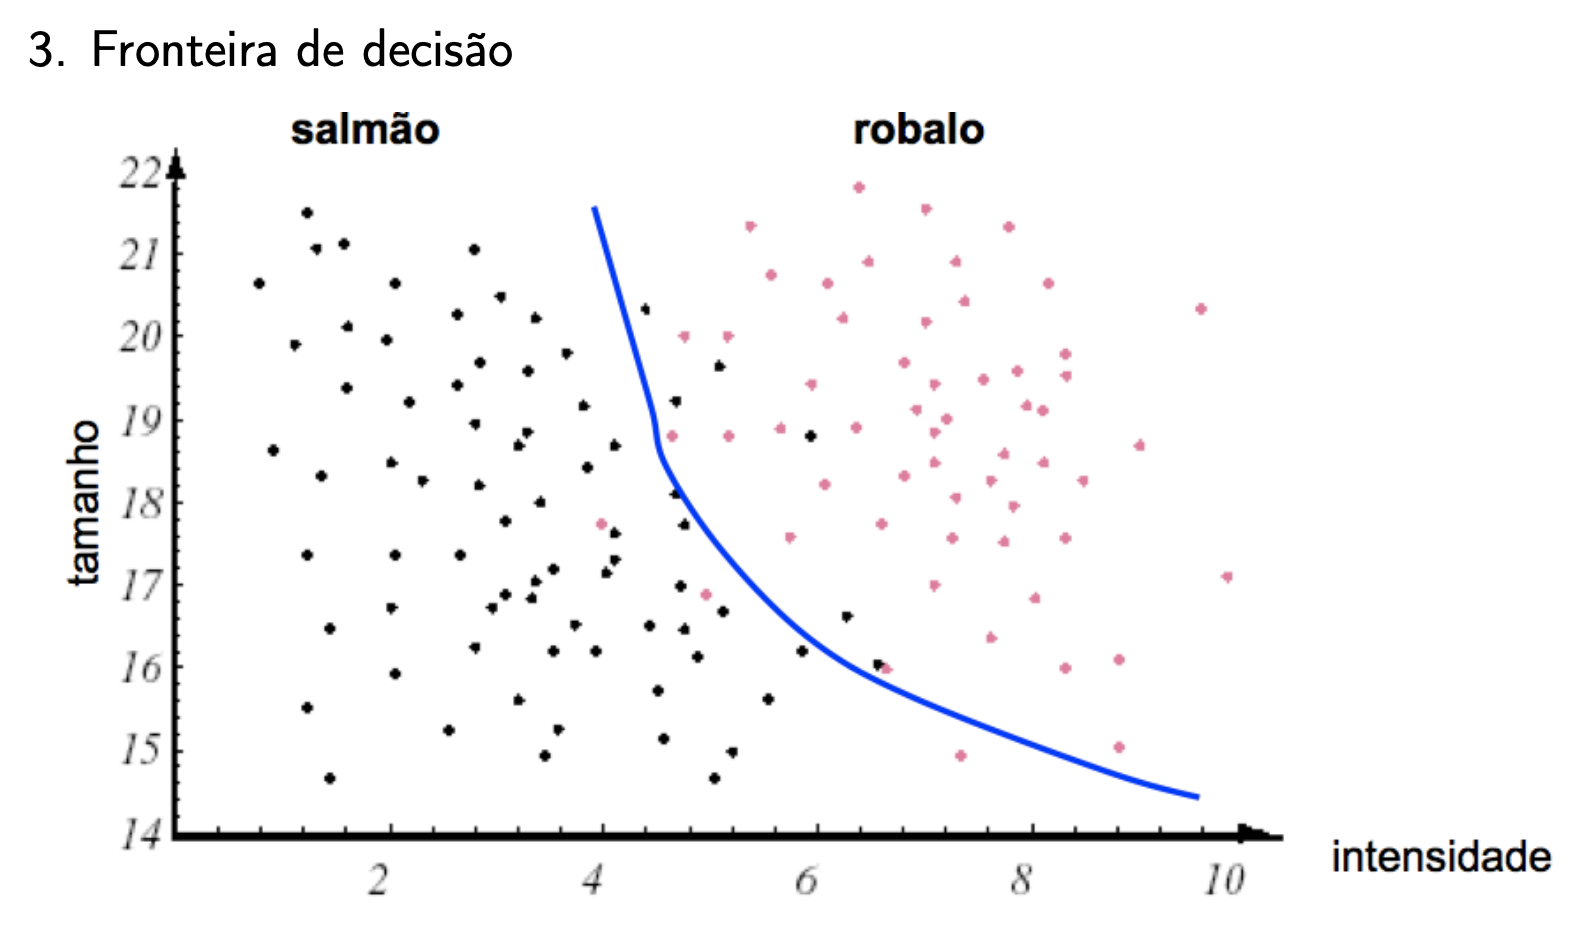 3. Fronteira de decisão
salmão
robalo
22
21
20
19
18
17
16
15
14
tamanho
2
4
6
8
10
intensidade